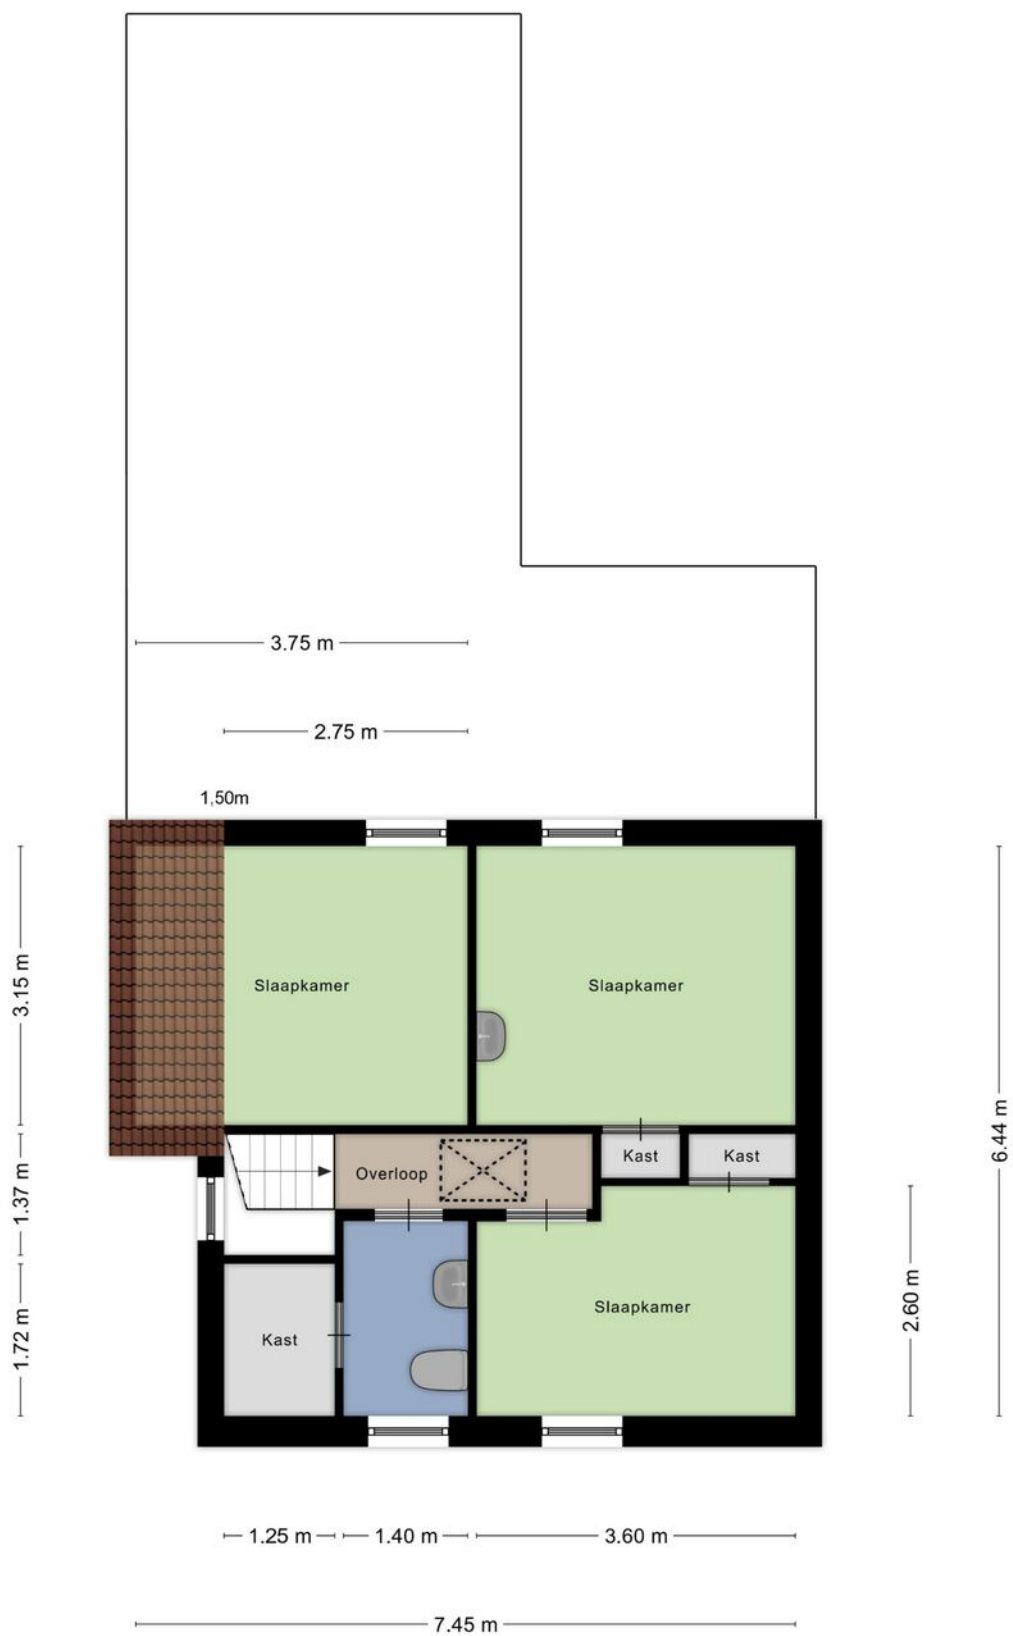 3.75 m
2.75 m
1,50m
3.15 m
Slaapkamer
Slaapkamer
6.44 m
1.37 m
Overloop
Kast
Kast
2.60 m
Slaapkamer
1.72 m
Kast
1.25 m
1.40 m
3.60 m
7.45 m